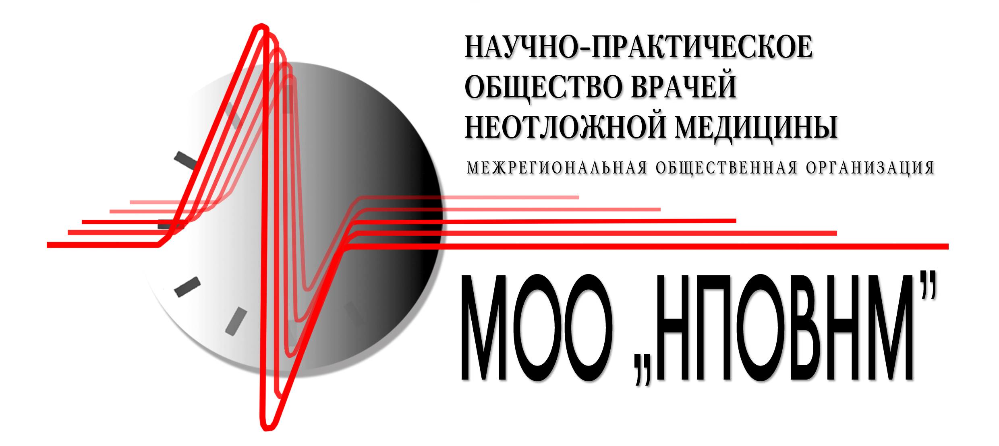 НАУЧНО-ПРАКТИЧЕСКОЕ
ОБЩЕСТВО ВРАЧЕЙ
НЕОТЛОЖНОЙ МЕДИЦИНЫ
МЕЖРЕГИОНАЛЬНАЯ ОБЩЕСТВЕННАЯ ОРГАНИЗАЦИЯ
МОО „НПОВНМ”